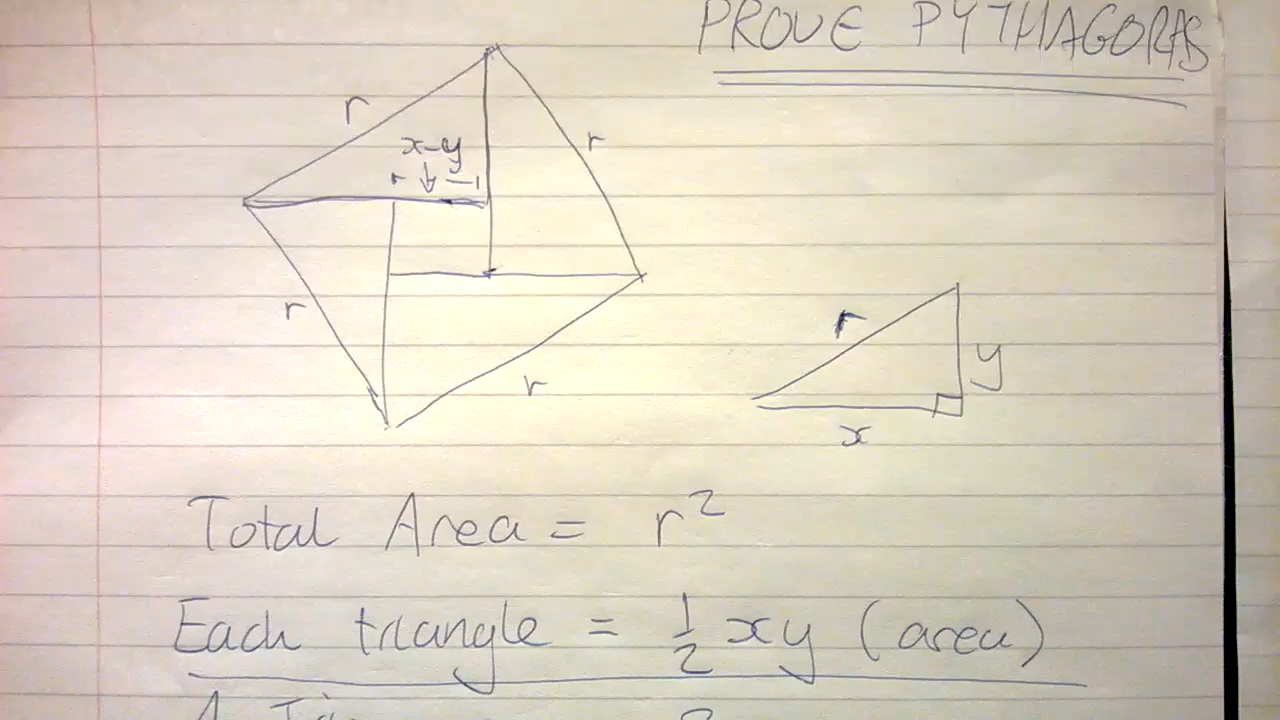 PROVE PYTHAGORAS
r
r
x-y
r
r
r
y
x
Total Area = r²
Each triangle = ½ xy (area)